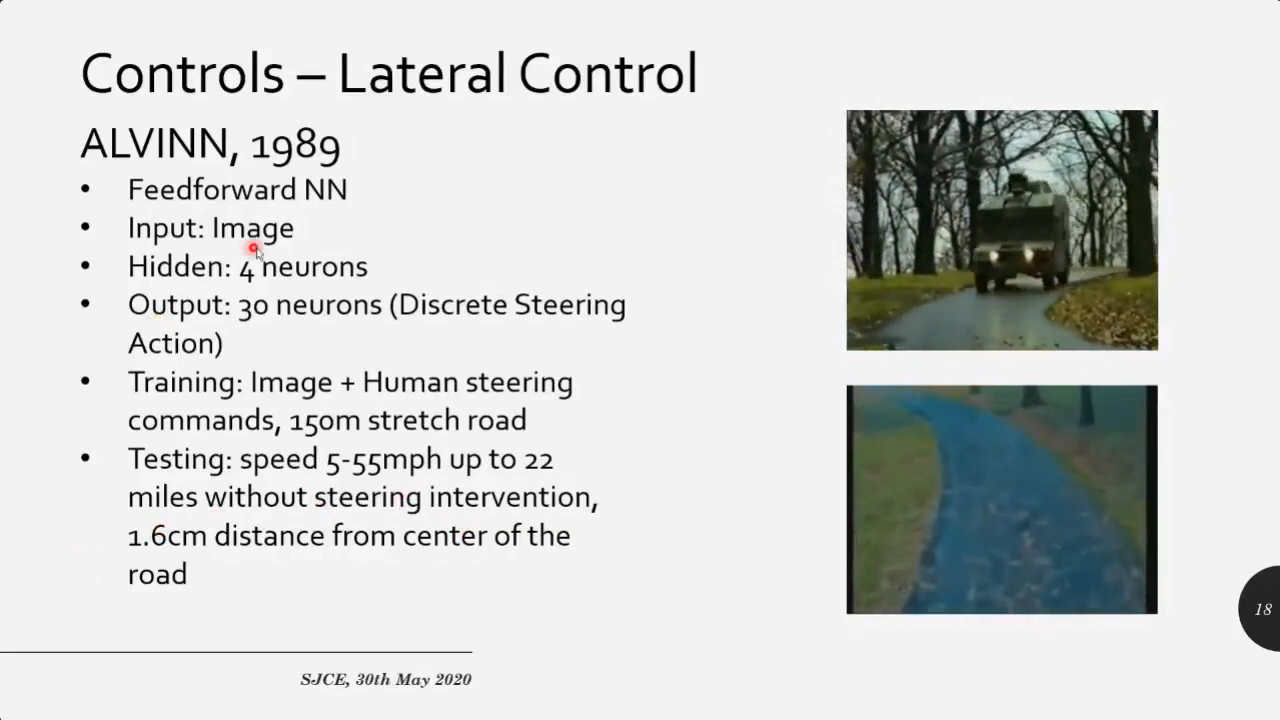 Controls – Lateral Control
ALVINN, 1989
• Feedforward NN
• Input: Image
• Hidden: 4 neurons
• Output: 30 neurons (Discrete Steering
Action)
• Training: Image + Human steering
commands, 150m stretch road
• Testing: speed 5-55mph up to 22
miles without steering intervention,
1.6cm distance from center of the
road
18
SJCE, 30th May 2020